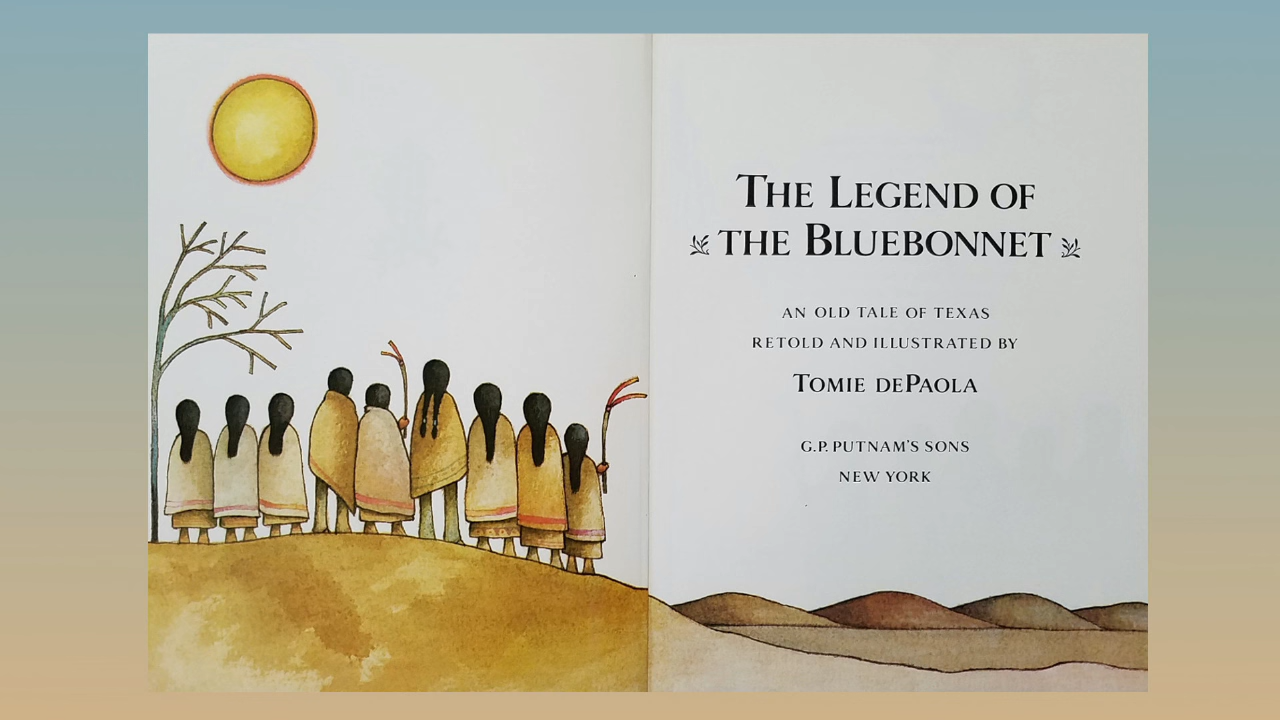 THE LEGEND OF
THE BLUEBONNET
AN OLD TALE OF TEXAS
RETOLD AND ILLUSTRATED BY
TOMIE DEPAOLA
G.P. PUTNAM'S SONS
NEW YORK